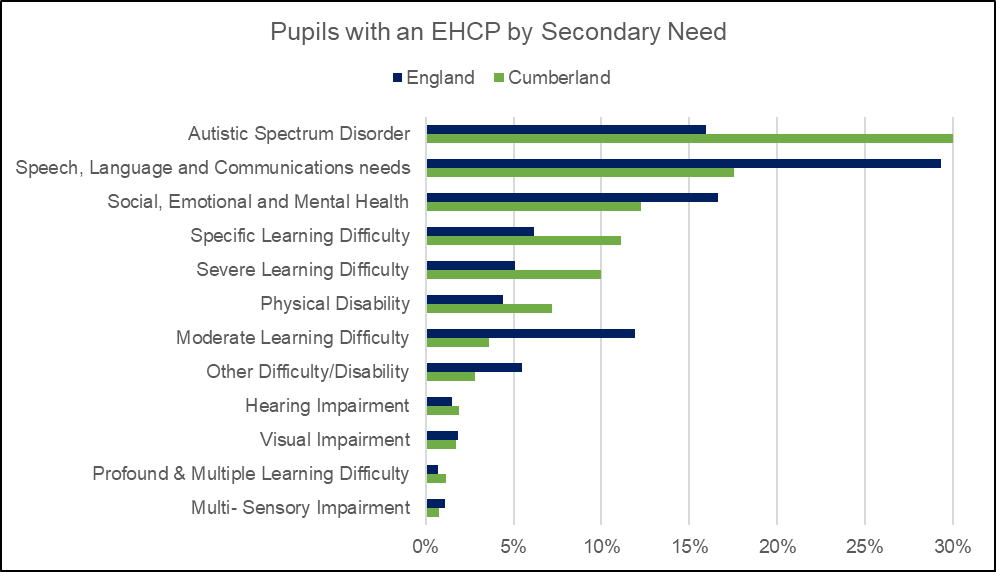 Pupils with an EHCP by Secondary Need
England Cumberland
Autistic Spectrum Disorder
Speech, Language and Communications needs
Social, Emotional and Mental Health
Specific Learning Difficulty
Severe Learning Difficulty
Physical Disability
Moderate Learning Difficulty
Other Difficulty/Disability
Hearing Impairment
Visual Impairment
Profound & Multiple Learning Difficulty
Multi- Sensory Impairment
0% 5% 10% 15% 20% 25% 30%